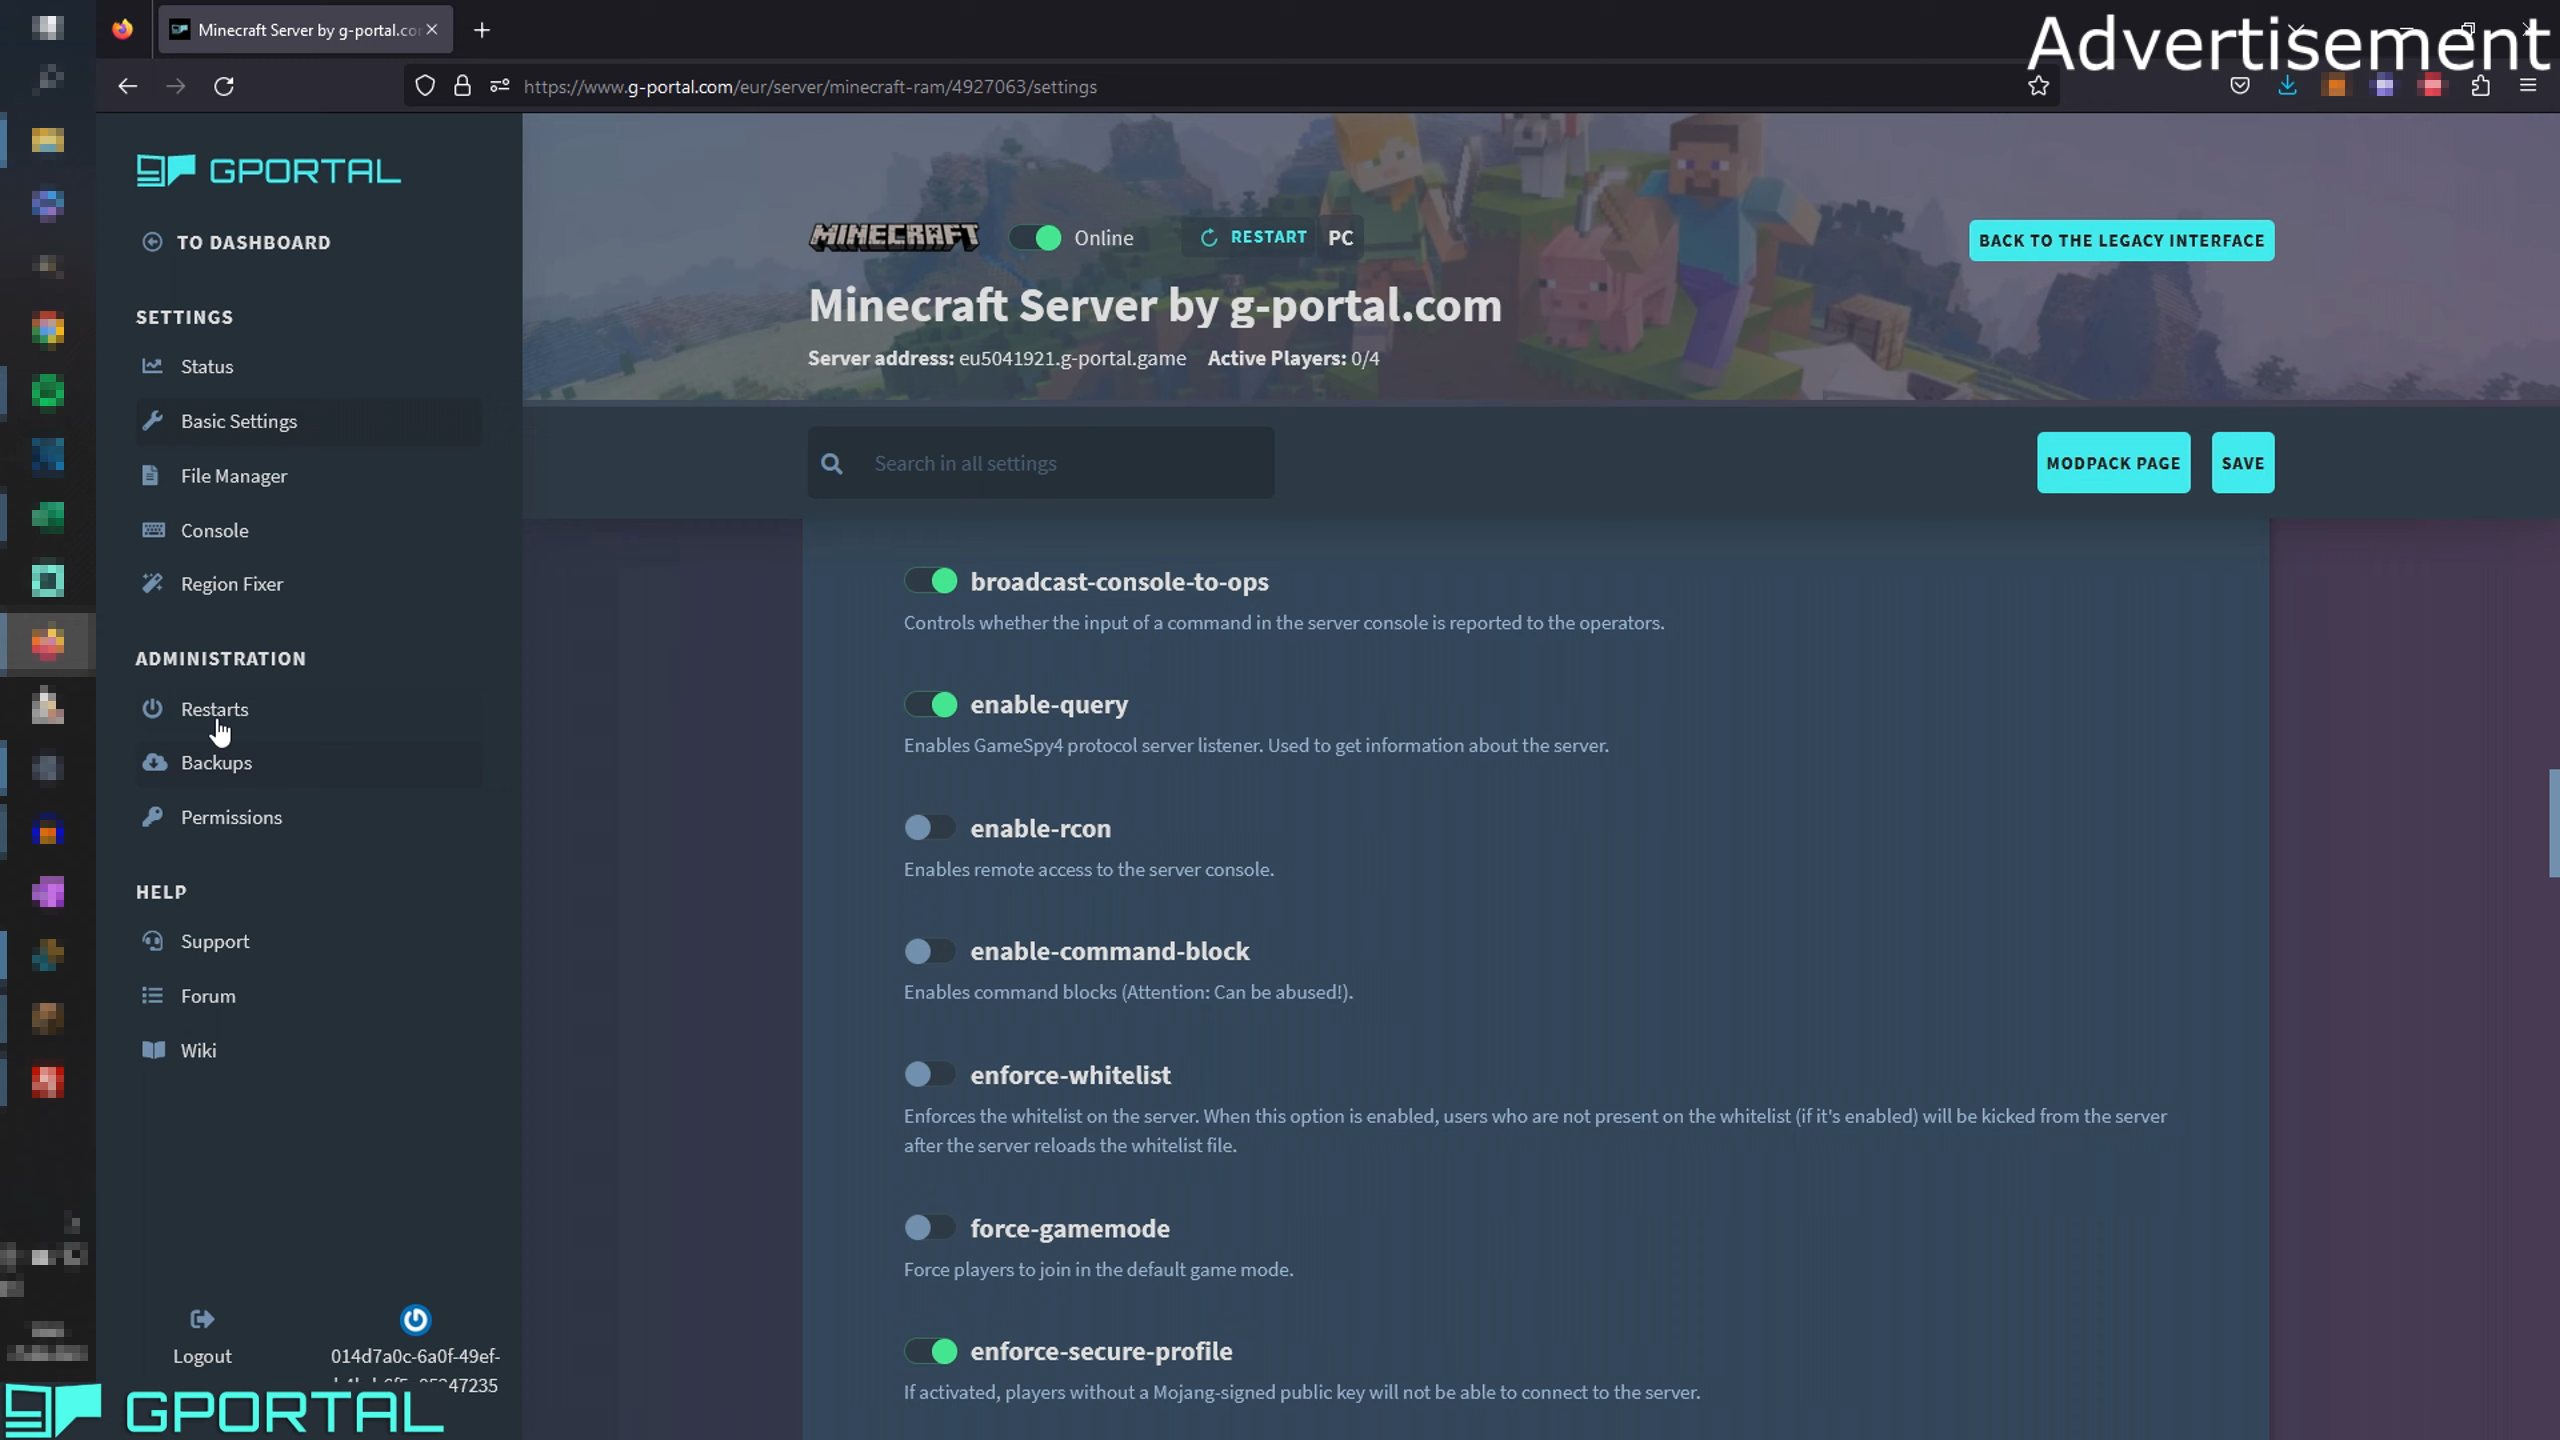 Minecraft Server by g-portal.co
Advertisement
https://www.g-portal.com/eur/server/minecraft-ram/4927063/settings
GPORTAL
TO DASHBOARD
SETTINGS
Status
Basic Settings
File Manager
Console
Region Fixer
ADMINISTRATION
Restarts
Backups
Permissions
HELP
Support
Forum
Wiki
Logout
014d7a0c-6a0f-49ef-
GPORTAL
MINECRAFT
Online
RESTART
PC
BACK TO THE LEGACY INTERFACE
Minecraft Server by g-portal.com
Server address: eu5041921.g-portal.game Active Players: 0/4
Search in all settings
MODPACK PAGE
SAVE
broadcast-console-to-ops
Controls whether the input of a command in the server console is reported to the operators.
enable-query
Enables GameSpy4 protocol server listener. Used to get information about the server.
enable-rcon
Enables remote access to the server console.
enable-command-block
Enables command blocks (Attention: Can be abused!).
enforce-whitelist
Enforces the whitelist on the server. When this option is enabled, users who are not present on the whitelist (if it's enabled) will be kicked from the server
after the server reloads the whitelist file.
force-gamemode
Force players to join in the default game mode.
enforce-secure-profile
If activated, players without a Mojang-signed public key will not be able to connect to the server.